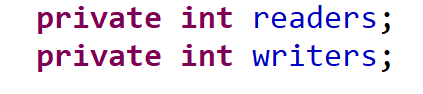 private int readers;
private int writers;